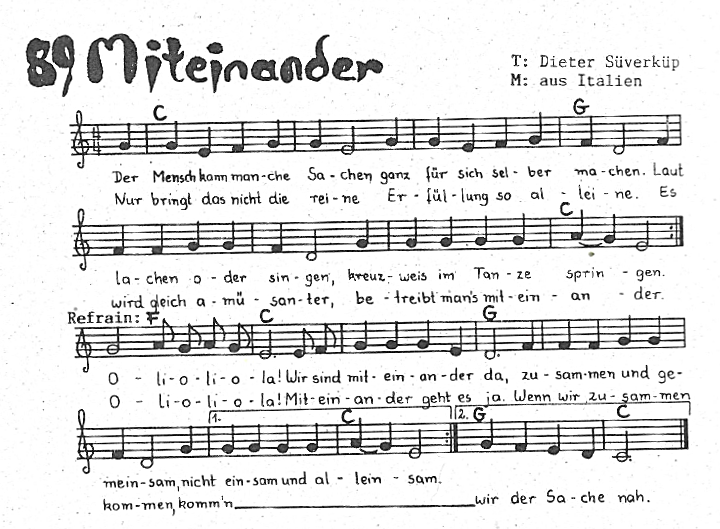 89 Miteinander
T: Dieter Süverküp
M: aus Italien
C G
Der Mensch kann man-che Sa-chen ganz für sich sel-ber ma-chen. Laut
Nur bringt das nicht die rei-ne Er-fül-lung so al-lei-ne. Es
C
la-chen o-der sin-gen, kreuz-weis im Tan-ze sprin-gen.
wird gleich a-mü-san-ter, be-treibt man's mit-ein-an-der.
Refrain: F C G
O-li-o-li-o-la! Wir sind mit-ein-an-der da, zu-sam-men und ge-
O-li-o-li-o-la! Mit-ein-an-der geht es ja. Wenn wir zu-sam-men
1. C 2. G C
mein-sam, nicht ein-sam und al-lein-sam.
kom-men, komm'n wir der Sa-che nah.